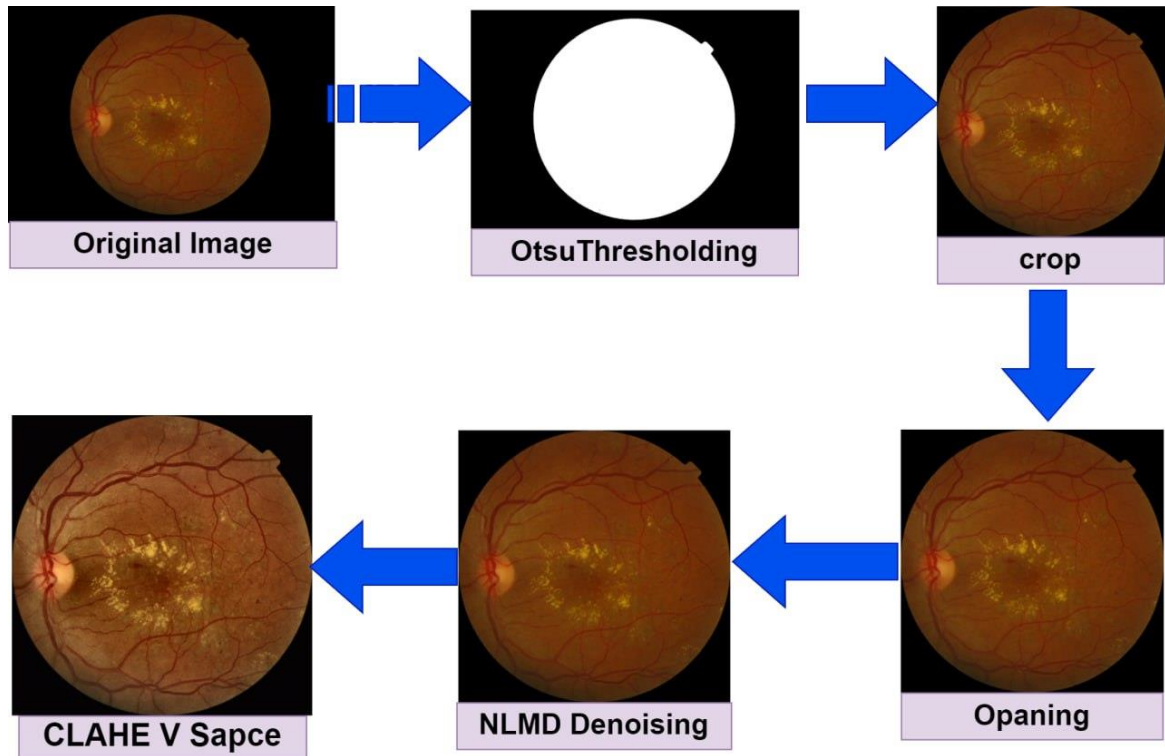 Original Image
OtsuThresholding
crop
Opaning
NLMD Denoising
CLAHE V Sapce